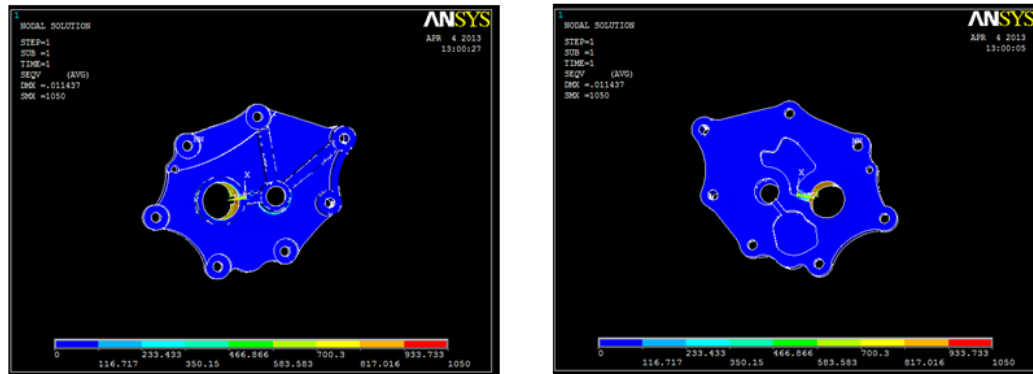 1
NODAL SOLUTION
STEP=1
SUB =1
TIME=1
SEQV (AVG)
DMX =.011437
SMX =1050
ANSYS
APR 4 2013
13:00:27
MN
X
0 233.433 466.866 700.3 933.733
116.717 350.15 583.583 817.016 1050
1
NODAL SOLUTION
STEP=1
SUB =1
TIME=1
SEQV (AVG)
DMX =.011437
SMX =1050
ANSYS
APR 4 2013
13:00:05
MN
X
0 233.433 466.866 700.3 933.733
116.717 350.15 583.583 817.016 1050